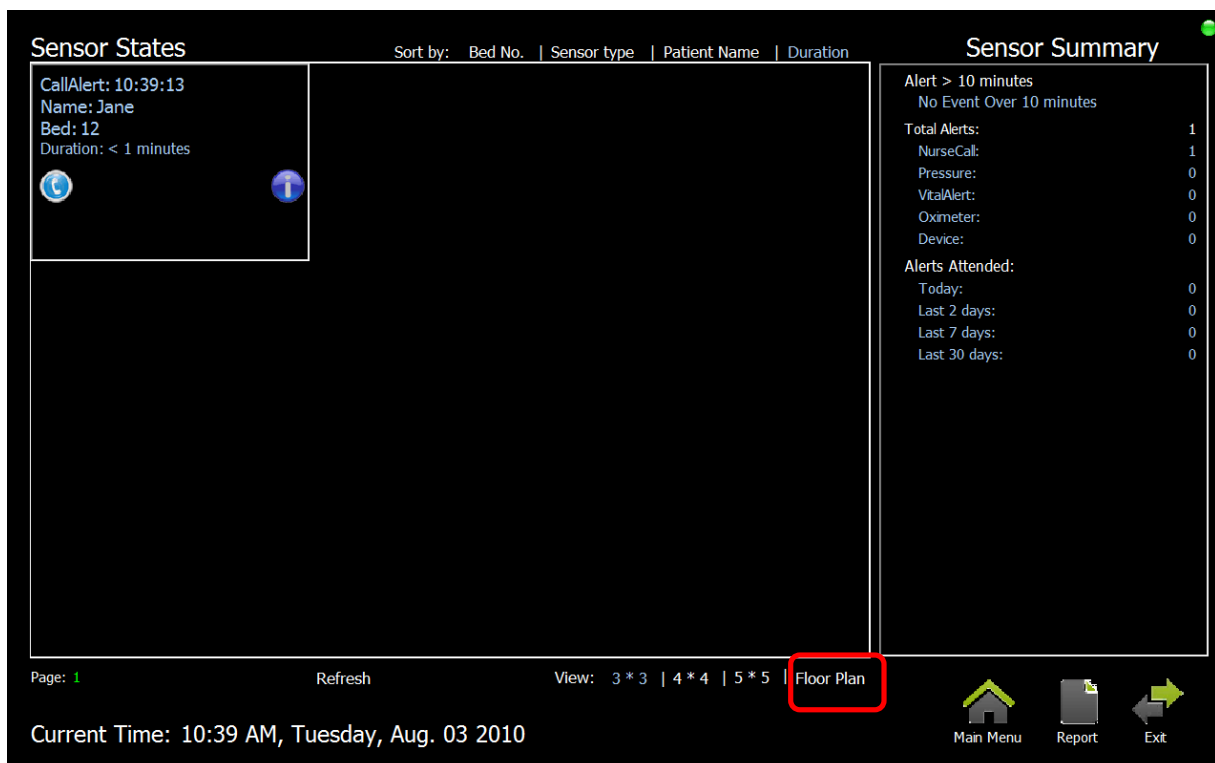 Sensor States
Sort by: Bed No. | Sensor type | Patient Name | Duration
CallAlert: 10:39:13
Name: Jane
Bed: 12
Duration: < 1 minutes
Sensor Summary
Alert > 10 minutes
No Event Over 10 minutes
Total Alerts: 1
NurseCall: 1
Pressure: 0
VitalAlert: 0
Oximeter: 0
Device: 0
Alerts Attended:
Today: 0
Last 2 days: 0
Last 7 days: 0
Last 30 days: 0
Page: 1 Refresh View: 3 * 3 | 4 * 4 | 5 * 5 | Floor Plan
Current Time: 10:39 AM, Tuesday, Aug. 03 2010
Main Menu Report Exit